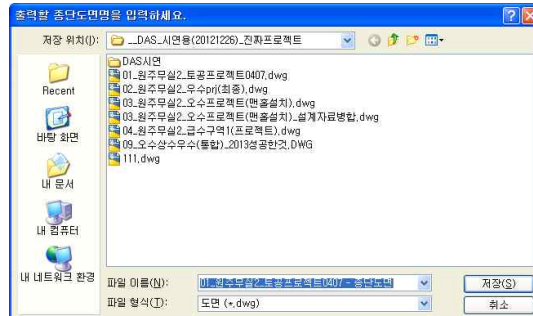 출력할 종단도면명을 입력하세요.
저장 위치(I): __DAS_시연용(20121226)_진짜프로젝트
Recent
바탕 화면
내 문서
내 컴퓨터
내 네트워크 환경
DAS시연
01_원주무실2_토공프로젝트0407.dwg
02_원주무실2_우수prj(최종).dwg
03_원주무실2_오수프로젝트(맨홀설치).dwg
03_원주무실2_오수프로젝트(맨홀설치)_설계자료병합.dwg
04_원주무실2_급수구역1(프로젝트).dwg
09_오수상수우수(통합)_2013성공한것.DWG
111.dwg
파일 이름(N): 01_원주무실2_토공프로젝트0407 - 종단도면
저장(S)
파일 형식(T): 도면 (*.dwg)
취소